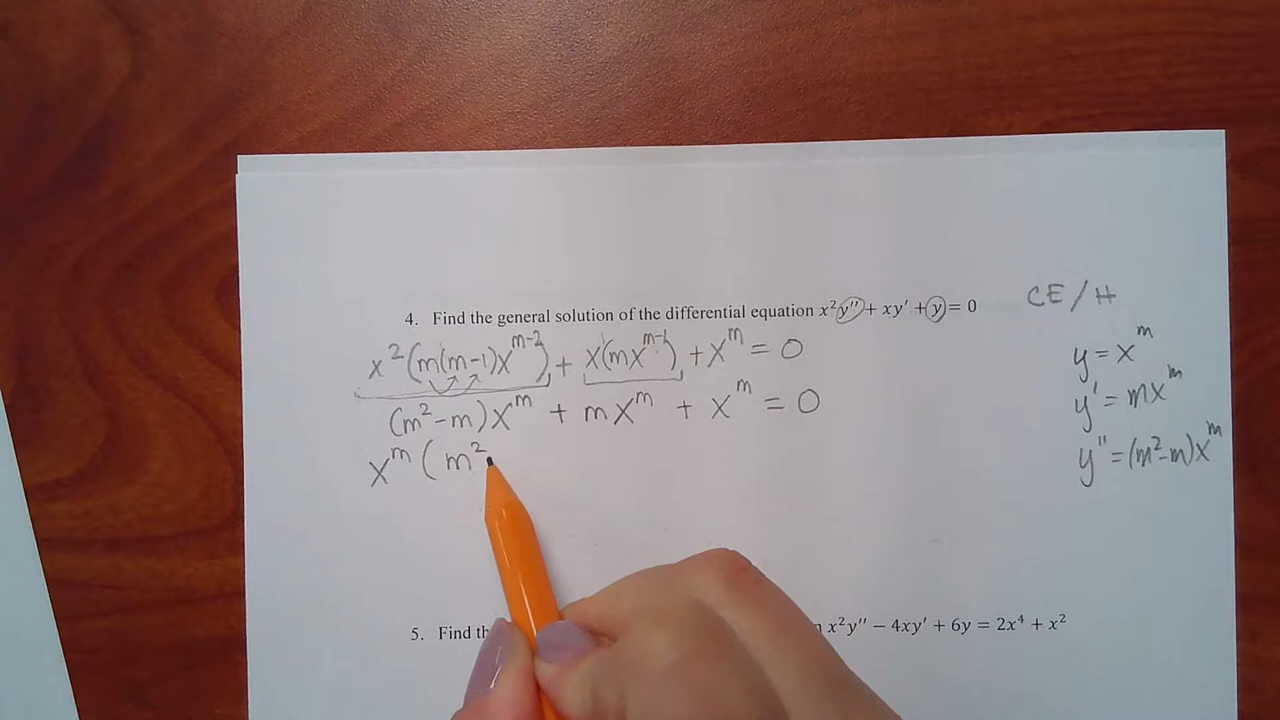 4. Find the general solution of the differential equation x²y'' + xy' + y = 0
CE/H
x²(m(m-1)x^{m-2}) + x(mx^{m-1}) + x^m = 0
y = x^m
(m²-m)x^m + mx^m + x^m = 0
y' = mx^m
x^m (m²
y'' = (m²-m)x^m
5. Find x²y'' − 4xy' + 6y = 2x⁴ + x²